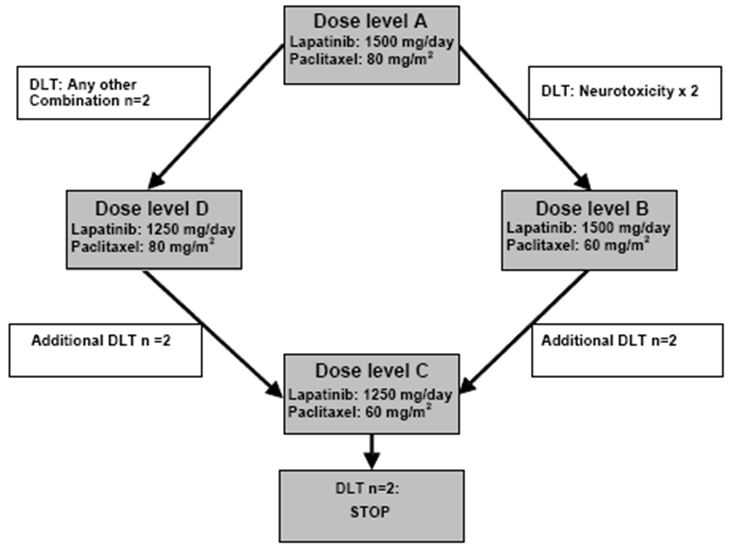 Dose level A
Lapatinib: 1500 mg/day
Paclitaxel: 80 mg/m²
DLT: Any other
Combination n=2
DLT: Neurotoxicity x 2
Dose level D
Lapatinib: 1250 mg/day
Paclitaxel: 80 mg/m²
Dose level B
Lapatinib: 1500 mg/day
Paclitaxel: 60 mg/m²
Additional DLT n =2
Additional DLT n=2
Dose level C
Lapatinib: 1250 mg/day
Paclitaxel: 60 mg/m²
DLT n=2:
STOP